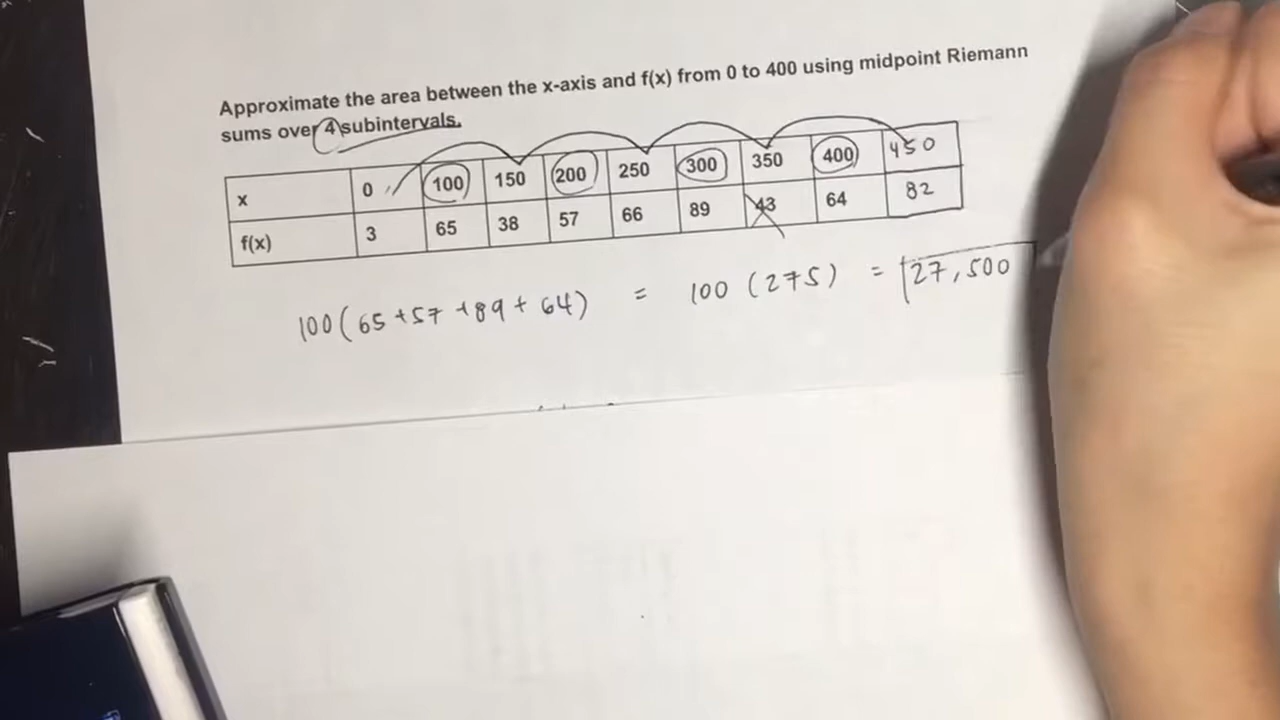 Approximate the area between the x-axis and f(x) from 0 to 400 using midpoint Riemann
sums over 4 subintervals.
x 0 100 150 200 250 300 350 400 450
f(x) 3 65 38 57 66 89 43 64 82
100(65+57+89+64) = 100(275) = 27,500